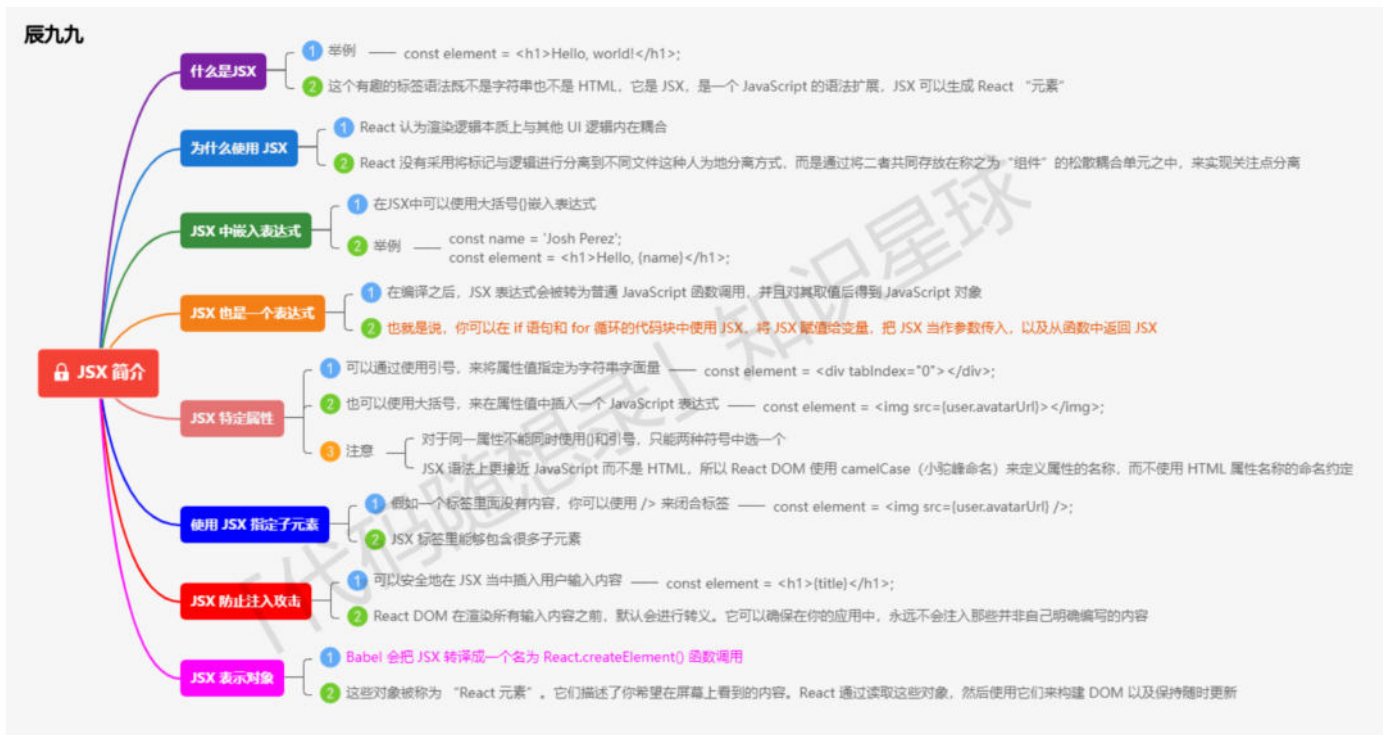 辰九九
JSX 简介
什么是JSX
1 举例 const element = <h1>Hello, world!</h1>;
2 这个有趣的标签语法既不是字符串也不是 HTML，它是 JSX，是一个 JavaScript 的语法扩展，JSX 可以生成 React “元素”
为什么使用 JSX
1 React 认为渲染逻辑本质上与其他 UI 逻辑内在耦合
2 React 没有采用将标记与逻辑进行分离到不同文件这种人为地分离方式，而是通过将二者共同存放在称之为“组件”的松散耦合单元之中，来实现关注点分离
JSX 中嵌入表达式
1 在JSX中可以使用大括号{}嵌入表达式
2 举例 const name = 'Josh Perez';
const element = <h1>Hello, {name}</h1>;
JSX 也是一个表达式
1 在编译之后，JSX 表达式会被转为普通 JavaScript 函数调用，并且对其取值后得到 JavaScript 对象
2 也就是说，你可以在 if 语句和 for 循环的代码块中使用 JSX，将 JSX 赋值给变量，把 JSX 当作参数传入，以及从函数中返回 JSX
JSX 特定属性
1 可以通过使用引号，来将属性值指定为字符串字面量 const element = <div tabIndex="0"></div>;
2 也可以使用大括号，来在属性值中插入一个 JavaScript 表达式 const element = <img src={user.avatarUrl}></img>;
3 注意 对于同一属性不能同时使用{}和引号，只能两种符号中选一个
JSX 语法上更接近 JavaScript 而不是 HTML，所以 React DOM 使用 camelCase（小驼峰命名）来定义属性的名称，而不使用 HTML 属性名称的命名约定
使用 JSX 指定子元素
1 假如一个标签里面没有内容，你可以使用 /> 来闭合标签 const element = <img src={user.avatarUrl} />;
2 JSX 标签里能够包含很多子元素
JSX 防止注入攻击
1 可以安全地在 JSX 当中插入用户输入内容 const element = <h1>{title}</h1>;
2 React DOM 在渲染所有输入内容之前，默认会进行转义。它可以确保在你的应用中，永远不会注入那些并非自己明确编写的内容
JSX 表示对象
1 Babel 会把 JSX 转译成一个名为 React.createElement() 函数调用
2 这些对象被称为 “React 元素”。它们描述了你希望在屏幕上看到的内容。React 通过读取这些对象，然后使用它们来构建 DOM 以及保持随时更新
「代码随想录」知识星球